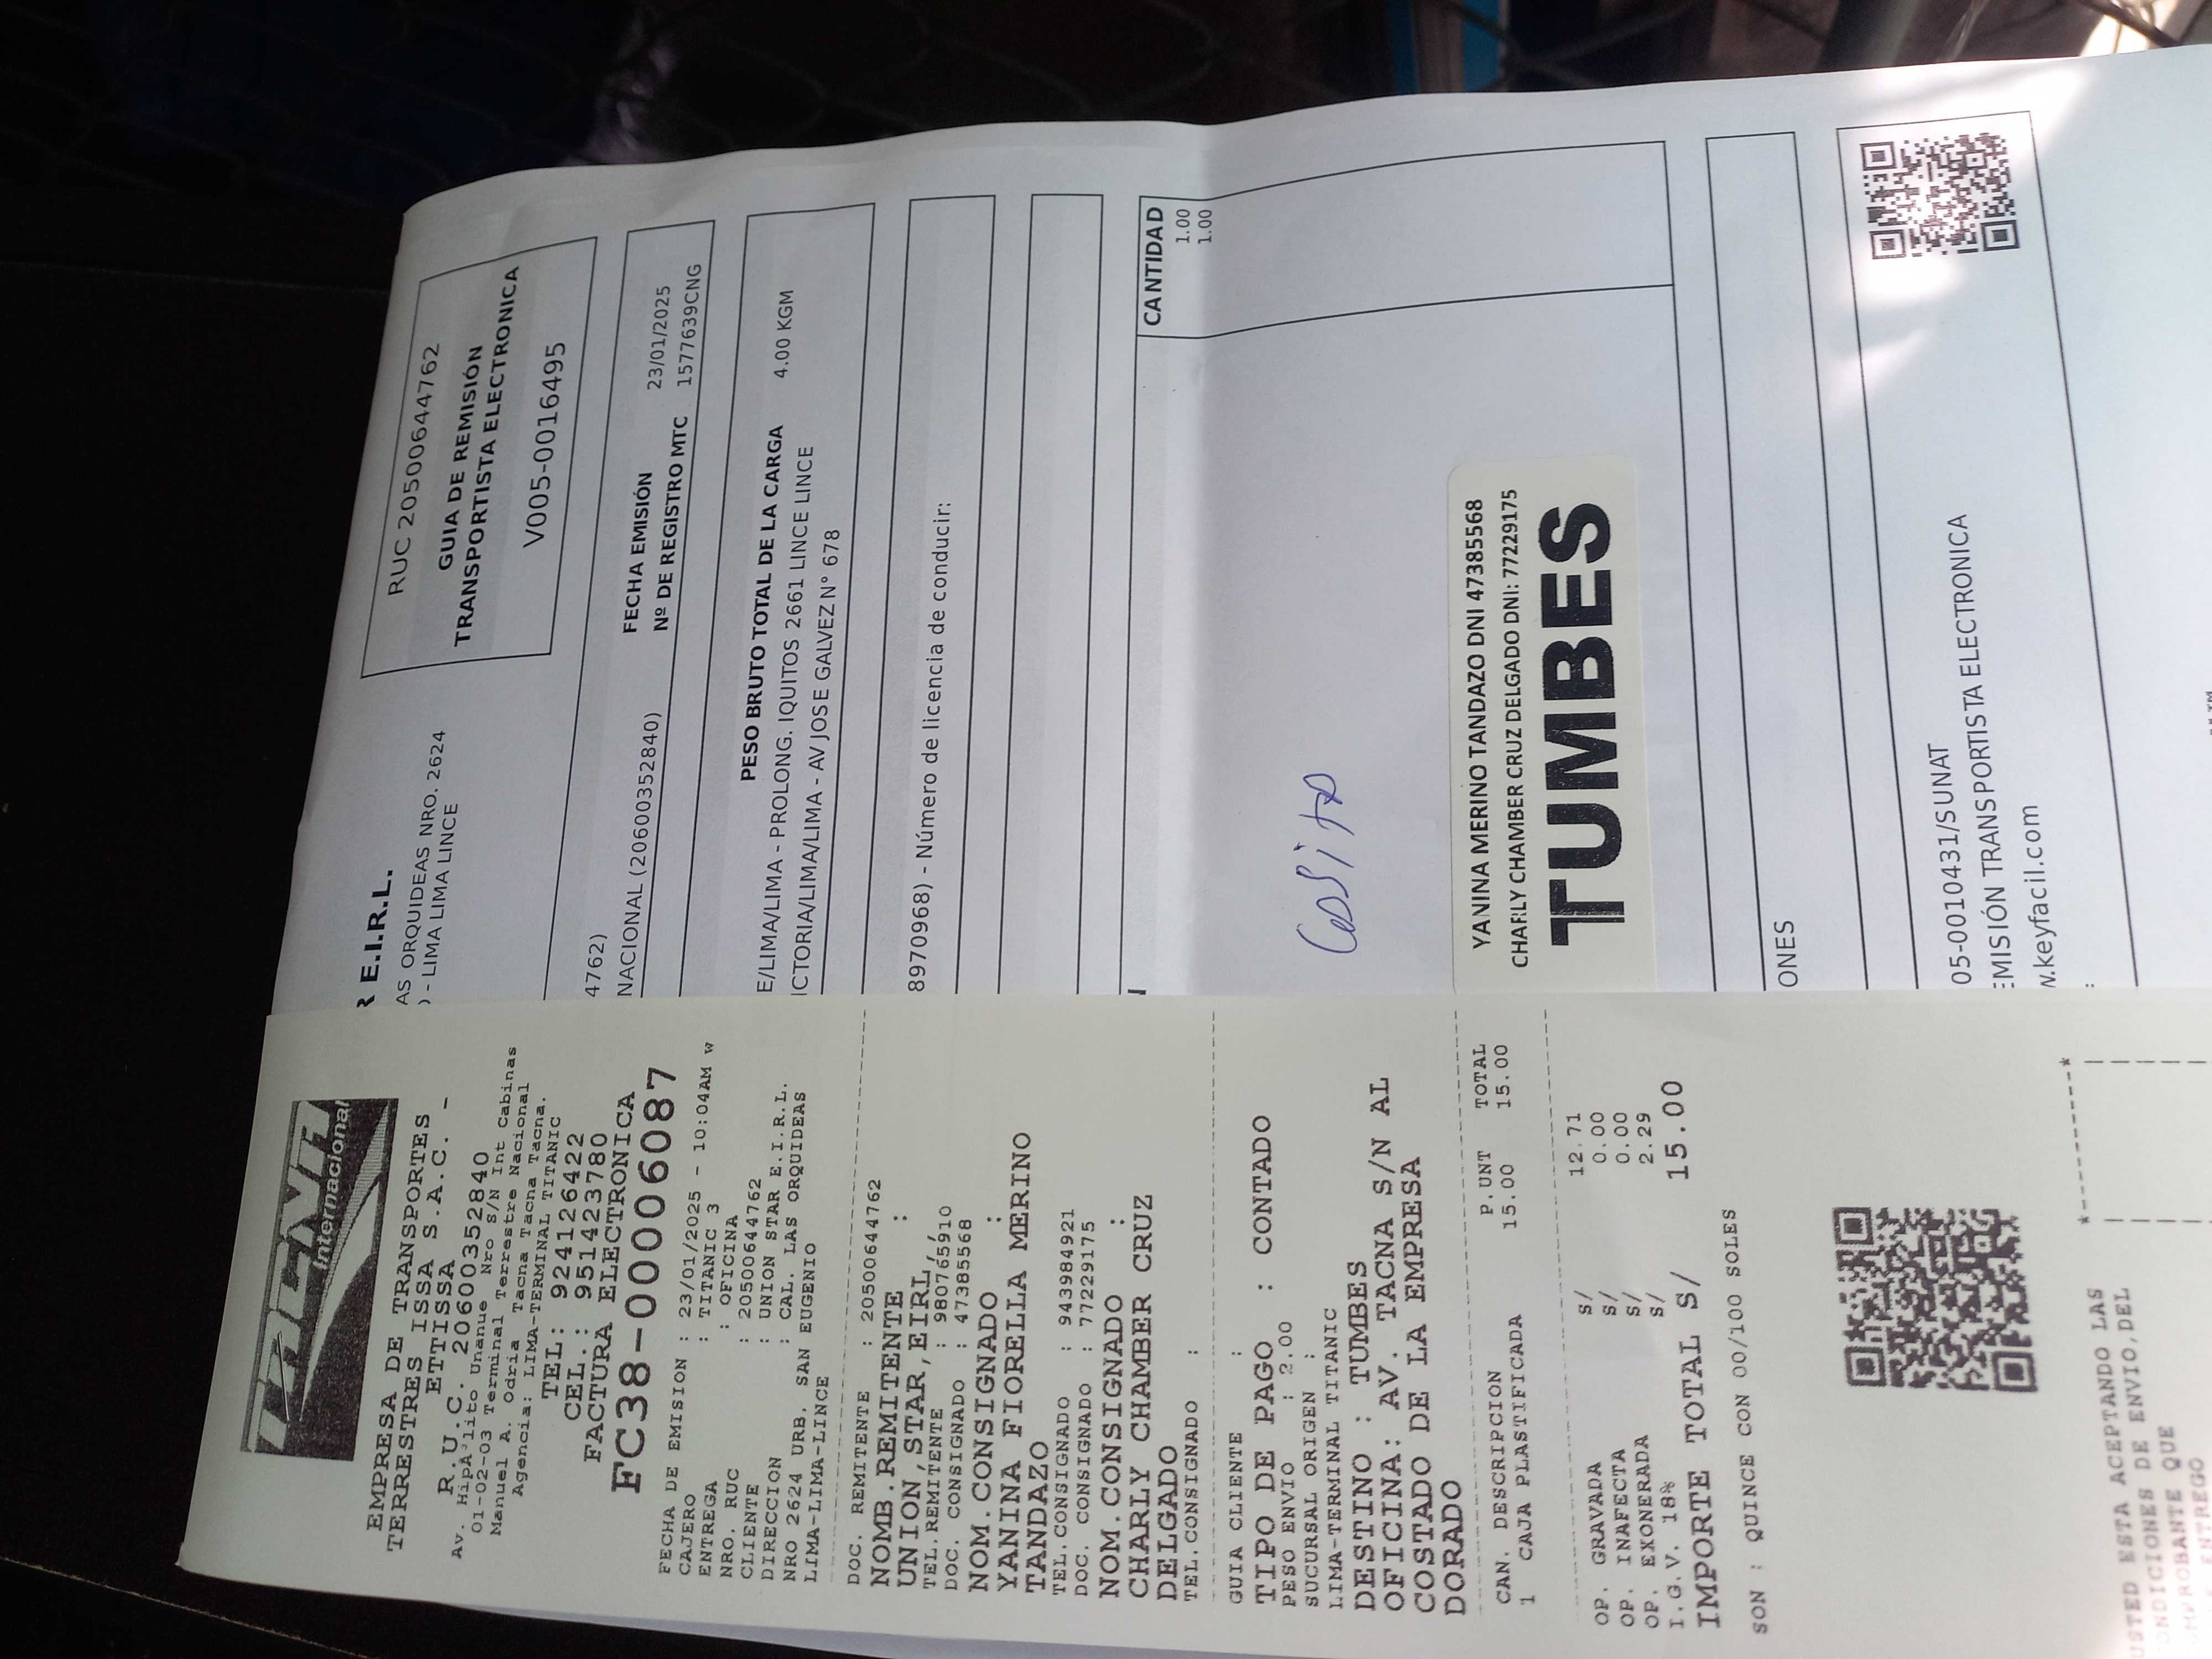 Internacional
EMPRESA DE TRANSPORTES
TERRESTRES ISSA S.A.C. -
ETTISSA
R.U.C. 20600352840
Av. HipÃ³lito Unanue Nro S/N Int Cabinas
01-02-03 Terminal Terrestre Nacional
Manuel A. Odria Tacna Tacna Tacna.
Agencia: LIMA-TERMINAL TITANIC
TEL: 924126422
CEL.: 951423780
FACTURA ELECTRONICA
FC38-00006087
FECHA DE EMISION : 23/01/2025 - 10:04AM w
CAJERO : TITANIC 3
ENTREGA : OFICINA
NRO. RUC : 20500644762
CLIENTE : UNION STAR E.I.R.L.
DIRECCION : CAL. LAS ORQUIDEAS
NRO 2624 URB. SAN EUGENIO
LIMA-LIMA-LINCE
DOC. REMITENTE : 20500644762
NOMB.REMITENTE :
UNION,STAR,EIRL,,
TEL.REMITENTE : 980765910
DOC. CONSIGNADO : 47385568
NOM.CONSIGNADO :
YANINA FIORELLA MERINO
TANDAZO
TEL.CONSIGNADO : 943984921
DOC. CONSIGNADO : 77229175
NOM.CONSIGNADO :
CHARLY CHAMBER CRUZ
DELGADO
TEL.CONSIGNADO :
GUIA CLIENTE :
TIPO DE PAGO : CONTADO
PESO ENVIO : 2.00
SUCURSAL ORIGEN :
LIMA-TERMINAL TITANIC
DESTINO : TUMBES
OFICINA: AV. TACNA S/N AL
COSTADO DE LA EMPRESA
DORADO
CAN. DESCRIPCION P.UNT TOTAL
1 CAJA PLASTIFICADA 15.00 15.00
OP. GRAVADA S/ 12.71
OP. INAFECTA S/ 0.00
OP. EXONERADA S/ 0.00
I.G.V. 18% S/ 2.29
IMPORTE TOTAL S/ 15.00
SON : QUINCE CON 00/100 SOLES
USTED ESTA ACEPTANDO LAS
ONDICIONES DE ENVIO,DEL
OMPROBANTE QUE
ENTREGO
R E.I.R.L.
AS ORQUIDEAS NRO. 2624
) - LIMA LIMA LINCE
RUC 20500644762
GUIA DE REMISIÓN
TRANSPORTISTA ELECTRONICA
V005-0016495
4762)
NACIONAL (20600352840)
FECHA EMISIÓN 23/01/2025
Nº DE REGISTRO MTC 1577639CNG
PESO BRUTO TOTAL DE LA CARGA 4.00 KGM
E/LIMA/LIMA - PROLONG. IQUITOS 2661 LINCE LINCE
ICTORIA/LIMA/LIMA - AV JOSE GALVEZ N° 678
8970968) - Número de licencia de conducir:
CANTIDAD
1.00
1.00
YANINA MERINO TANDAZO DNI 47385568
CHARLY CHAMBER CRUZ DELGADO DNI: 77229175
TUMBES
ONES
05-0010431/SUNAT
EMISIÓN TRANSPORTISTA ELECTRONICA
w.keyfacil.com
: